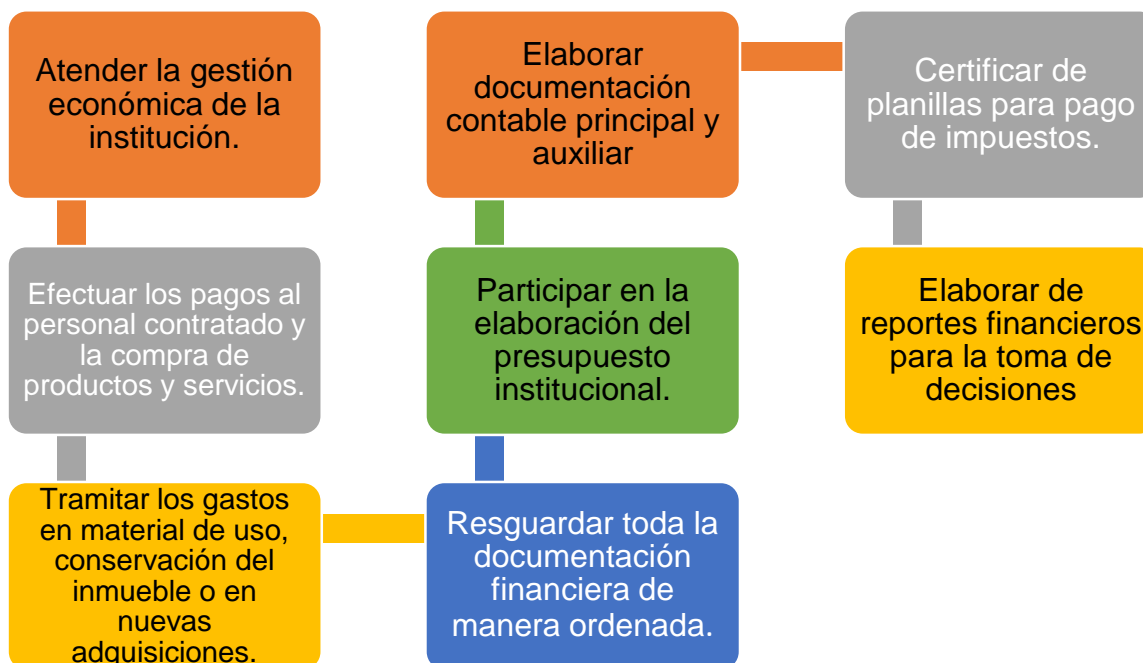 Atender la gestión
económica de la
institución.
Efectuar los pagos al
personal contratado y
la compra de
productos y servicios.
Tramitar los gastos
en material de uso,
conservación del
inmueble o en
nuevas
adquisiciones.
Resguardar toda la
documentación
financiera de
manera ordenada.
Participar en la
elaboración del
presupuesto
institucional.
Elaborar
documentación
contable principal y
auxiliar
Certificar de
planillas para pago
de impuestos.
Elaborar de
reportes financieros
para la toma de
decisiones